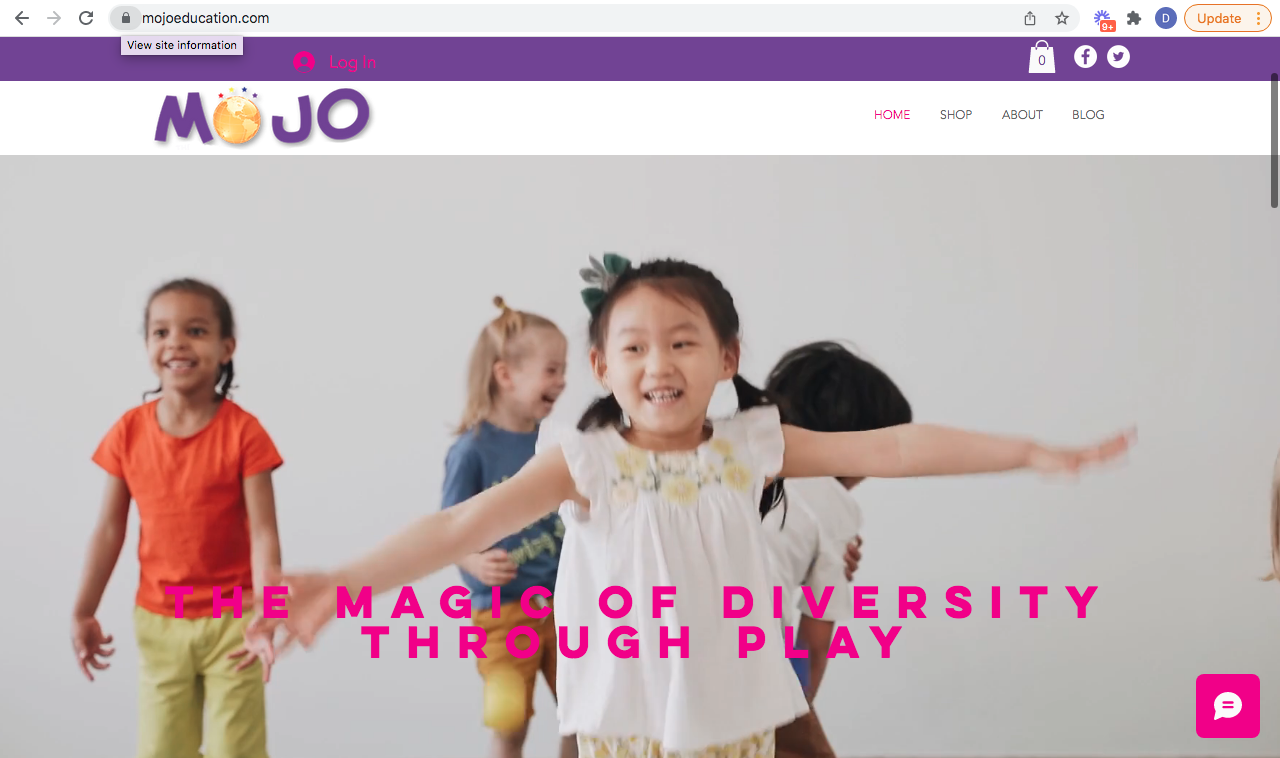 mojoeducation.com
9+
D
Update
View site information
Log In
0
MOJO
HOME
SHOP
ABOUT
BLOG
THE MAGIC OF DIVERSITY
THROUGH PLAY